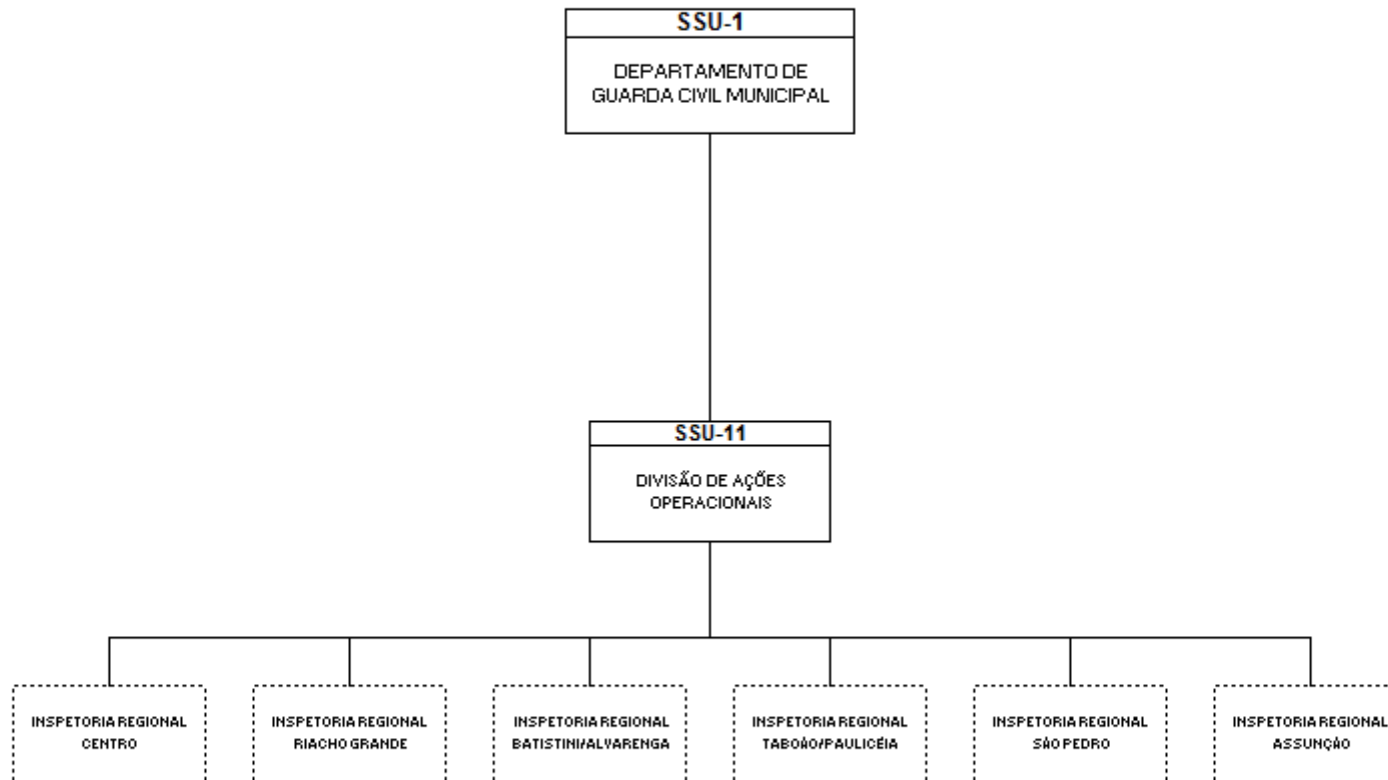 SSU-1
DEPARTAMENTO DE
GUARDA CIVIL MUNICIPAL
SSU-11
DIVISÃO DE AÇÕES
OPERACIONAIS
INSPETORIA REGIONAL
CENTRO
INSPETORIA REGIONAL
RIACHO GRANDE
INSPETORIA REGIONAL
BATISTINI/ALVARENGA
INSPETORIA REGIONAL
TABOÃO/PAULICÉIA
INSPETORIA REGIONAL
SÃO PEDRO
INSPETORIA REGIONAL
ASSUNÇÃO